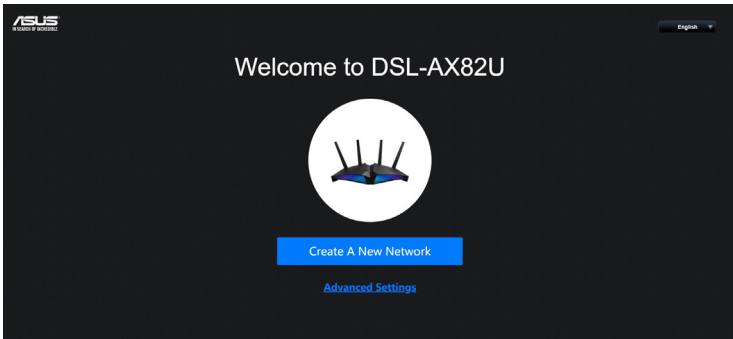 ASUS
IN SEARCH OF INCREDIBLE
English
Welcome to DSL-AX82U
Create A New Network
Advanced Settings